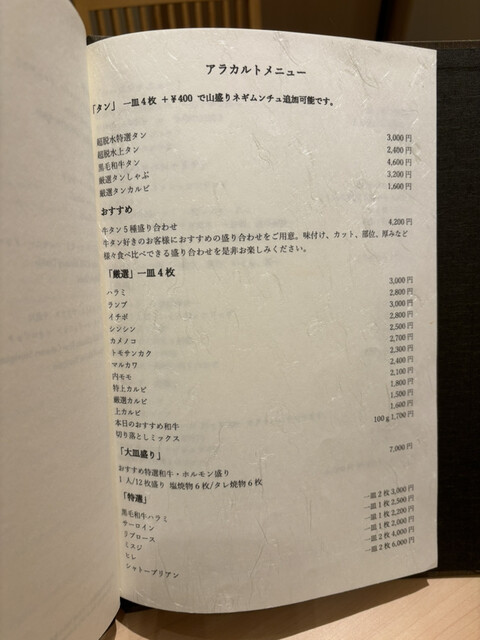 アラカルトメニュー
「タン」 一皿4枚 +¥400 で山盛りネギムンチュ追加可能です。
超脱水特選タン 3,000円
超脱水上タン 2,400円
黒毛和牛タン 4,600円
厳選タンしゃぶ 3,200円
厳選タンカルビ 1,600円
おすすめ
牛タン5種盛り合わせ 4,200円
牛タン好きのお客様におすすめの盛り合わせをご用意。味付け、カット、部位、厚みなど
様々食べ比べできる盛り合わせを是非お楽しみください。
「厳選」一皿4枚
ハラミ 3,000円
ランプ 2,800円
イチボ 3,000円
シンシン 2,800円
カメノコ 2,500円
トモサンカク 2,700円
マルカワ 2,300円
内モモ 2,400円
特上カルビ 2,100円
厳選カルビ 1,800円
上カルビ 1,500円
本日のおすすめ和牛 1,600円
切り落としミックス 100g 1,700円
「大皿盛り」
おすすめ特選和牛・ホルモン盛り 7,000円
1人/12枚盛り 塩焼物6枚/タレ焼物6枚
「特選」
黒毛和牛ハラミ 一皿2枚 3,000円
サーロイン 一皿1枚 2,500円
リブロース 一皿1枚 2,200円
ミスジ 一皿1枚 2,000円
ヒレ 一皿2枚 4,000円
シャトーブリアン 一皿2枚 6,000円